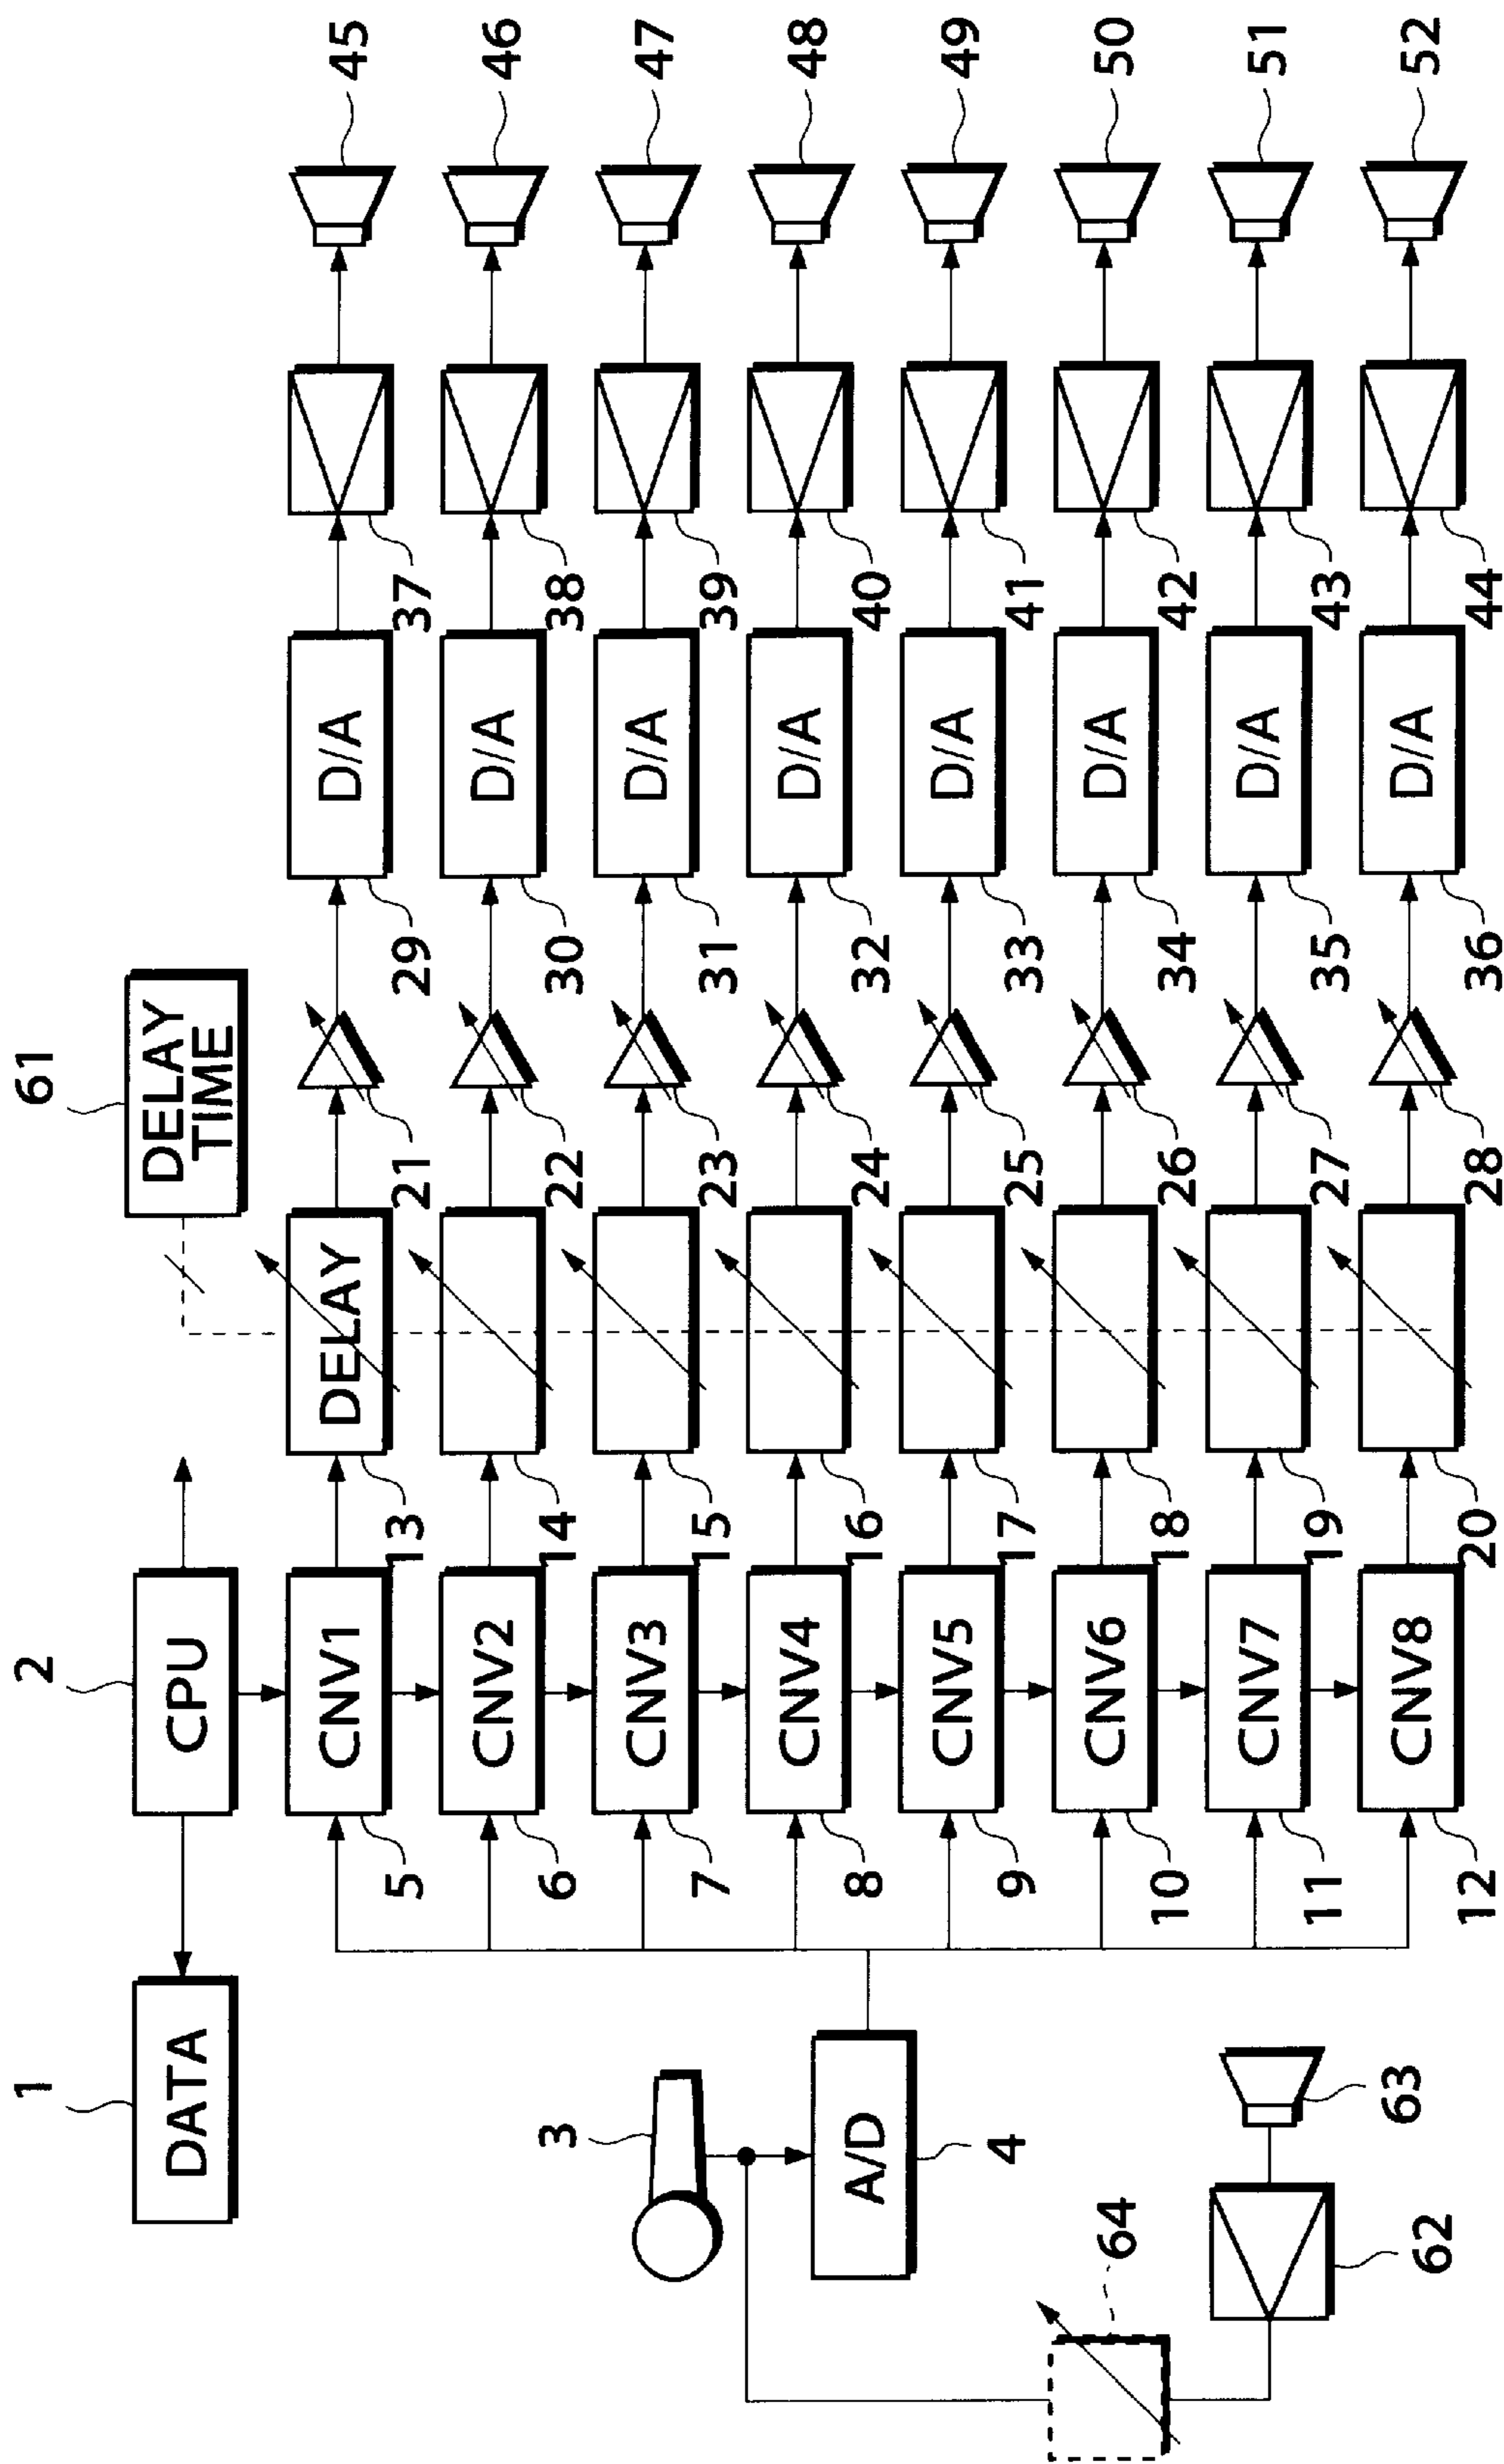 1
DATA
2
CPU
61
DELAY
TIME
3
A/D
4
64
62
63
CNV1
5
DELAY
13
21
D/A
29
37
45
CNV2
6
14
22
D/A
30
38
46
CNV3
7
15
23
D/A
31
39
47
CNV4
8
16
24
D/A
32
40
48
CNV5
9
17
25
D/A
33
41
49
CNV6
10
18
26
D/A
34
42
50
CNV7
11
19
27
D/A
35
43
51
CNV8
12
20
28
D/A
36
44
52